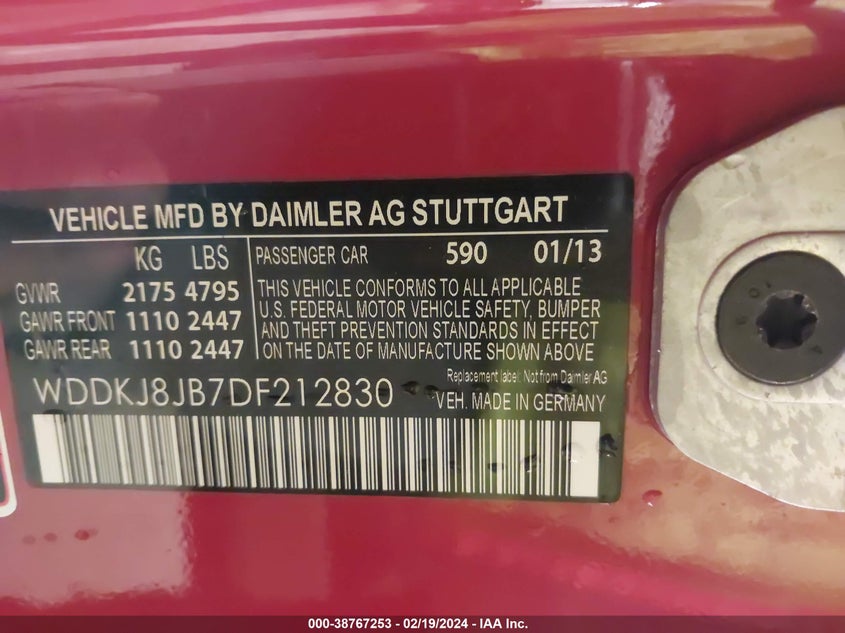 VEHICLE MFD BY DAIMLER AG STUTTGART
KG LBS
GVWR 2175 4795
GAWR FRONT 1110 2447
GAWR REAR 1110 2447
PASSENGER CAR 590 01/13
THIS VEHICLE CONFORMS TO ALL APPLICABLE
U.S. FEDERAL MOTOR VEHICLE SAFETY, BUMPER
AND THEFT PREVENTION STANDARDS IN EFFECT
ON THE DATE OF MANUFACTURE SHOWN ABOVE
Replacement label: Not from Daimler AG
WDDKJ8JB7DF212830 VEH. MADE IN GERMANY
000-38767253 - 02/19/2024 - IAA Inc.